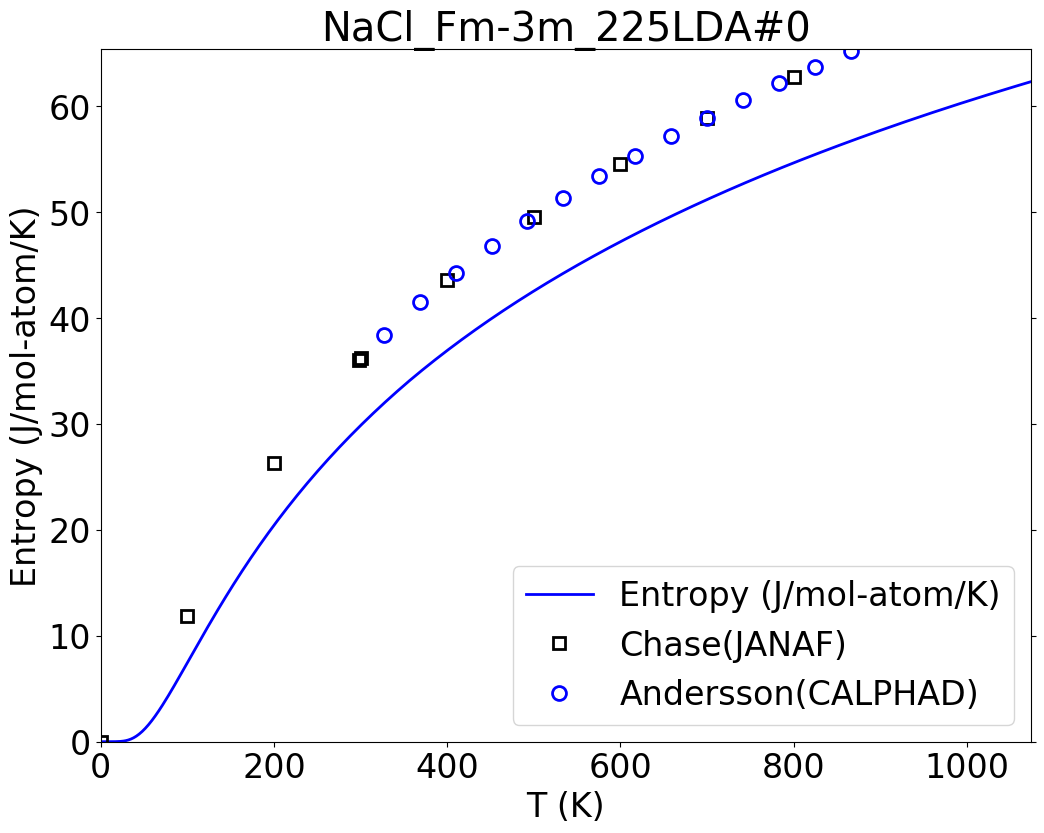 NaCl_Fm-3m_225LDA#0
Entropy (J/mol-atom/K)
60
50
40
30
20
10
0
Entropy (J/mol-atom/K)
Chase(JANAF)
Andersson(CALPHAD)
0 200 400 600 800 1000
T (K)